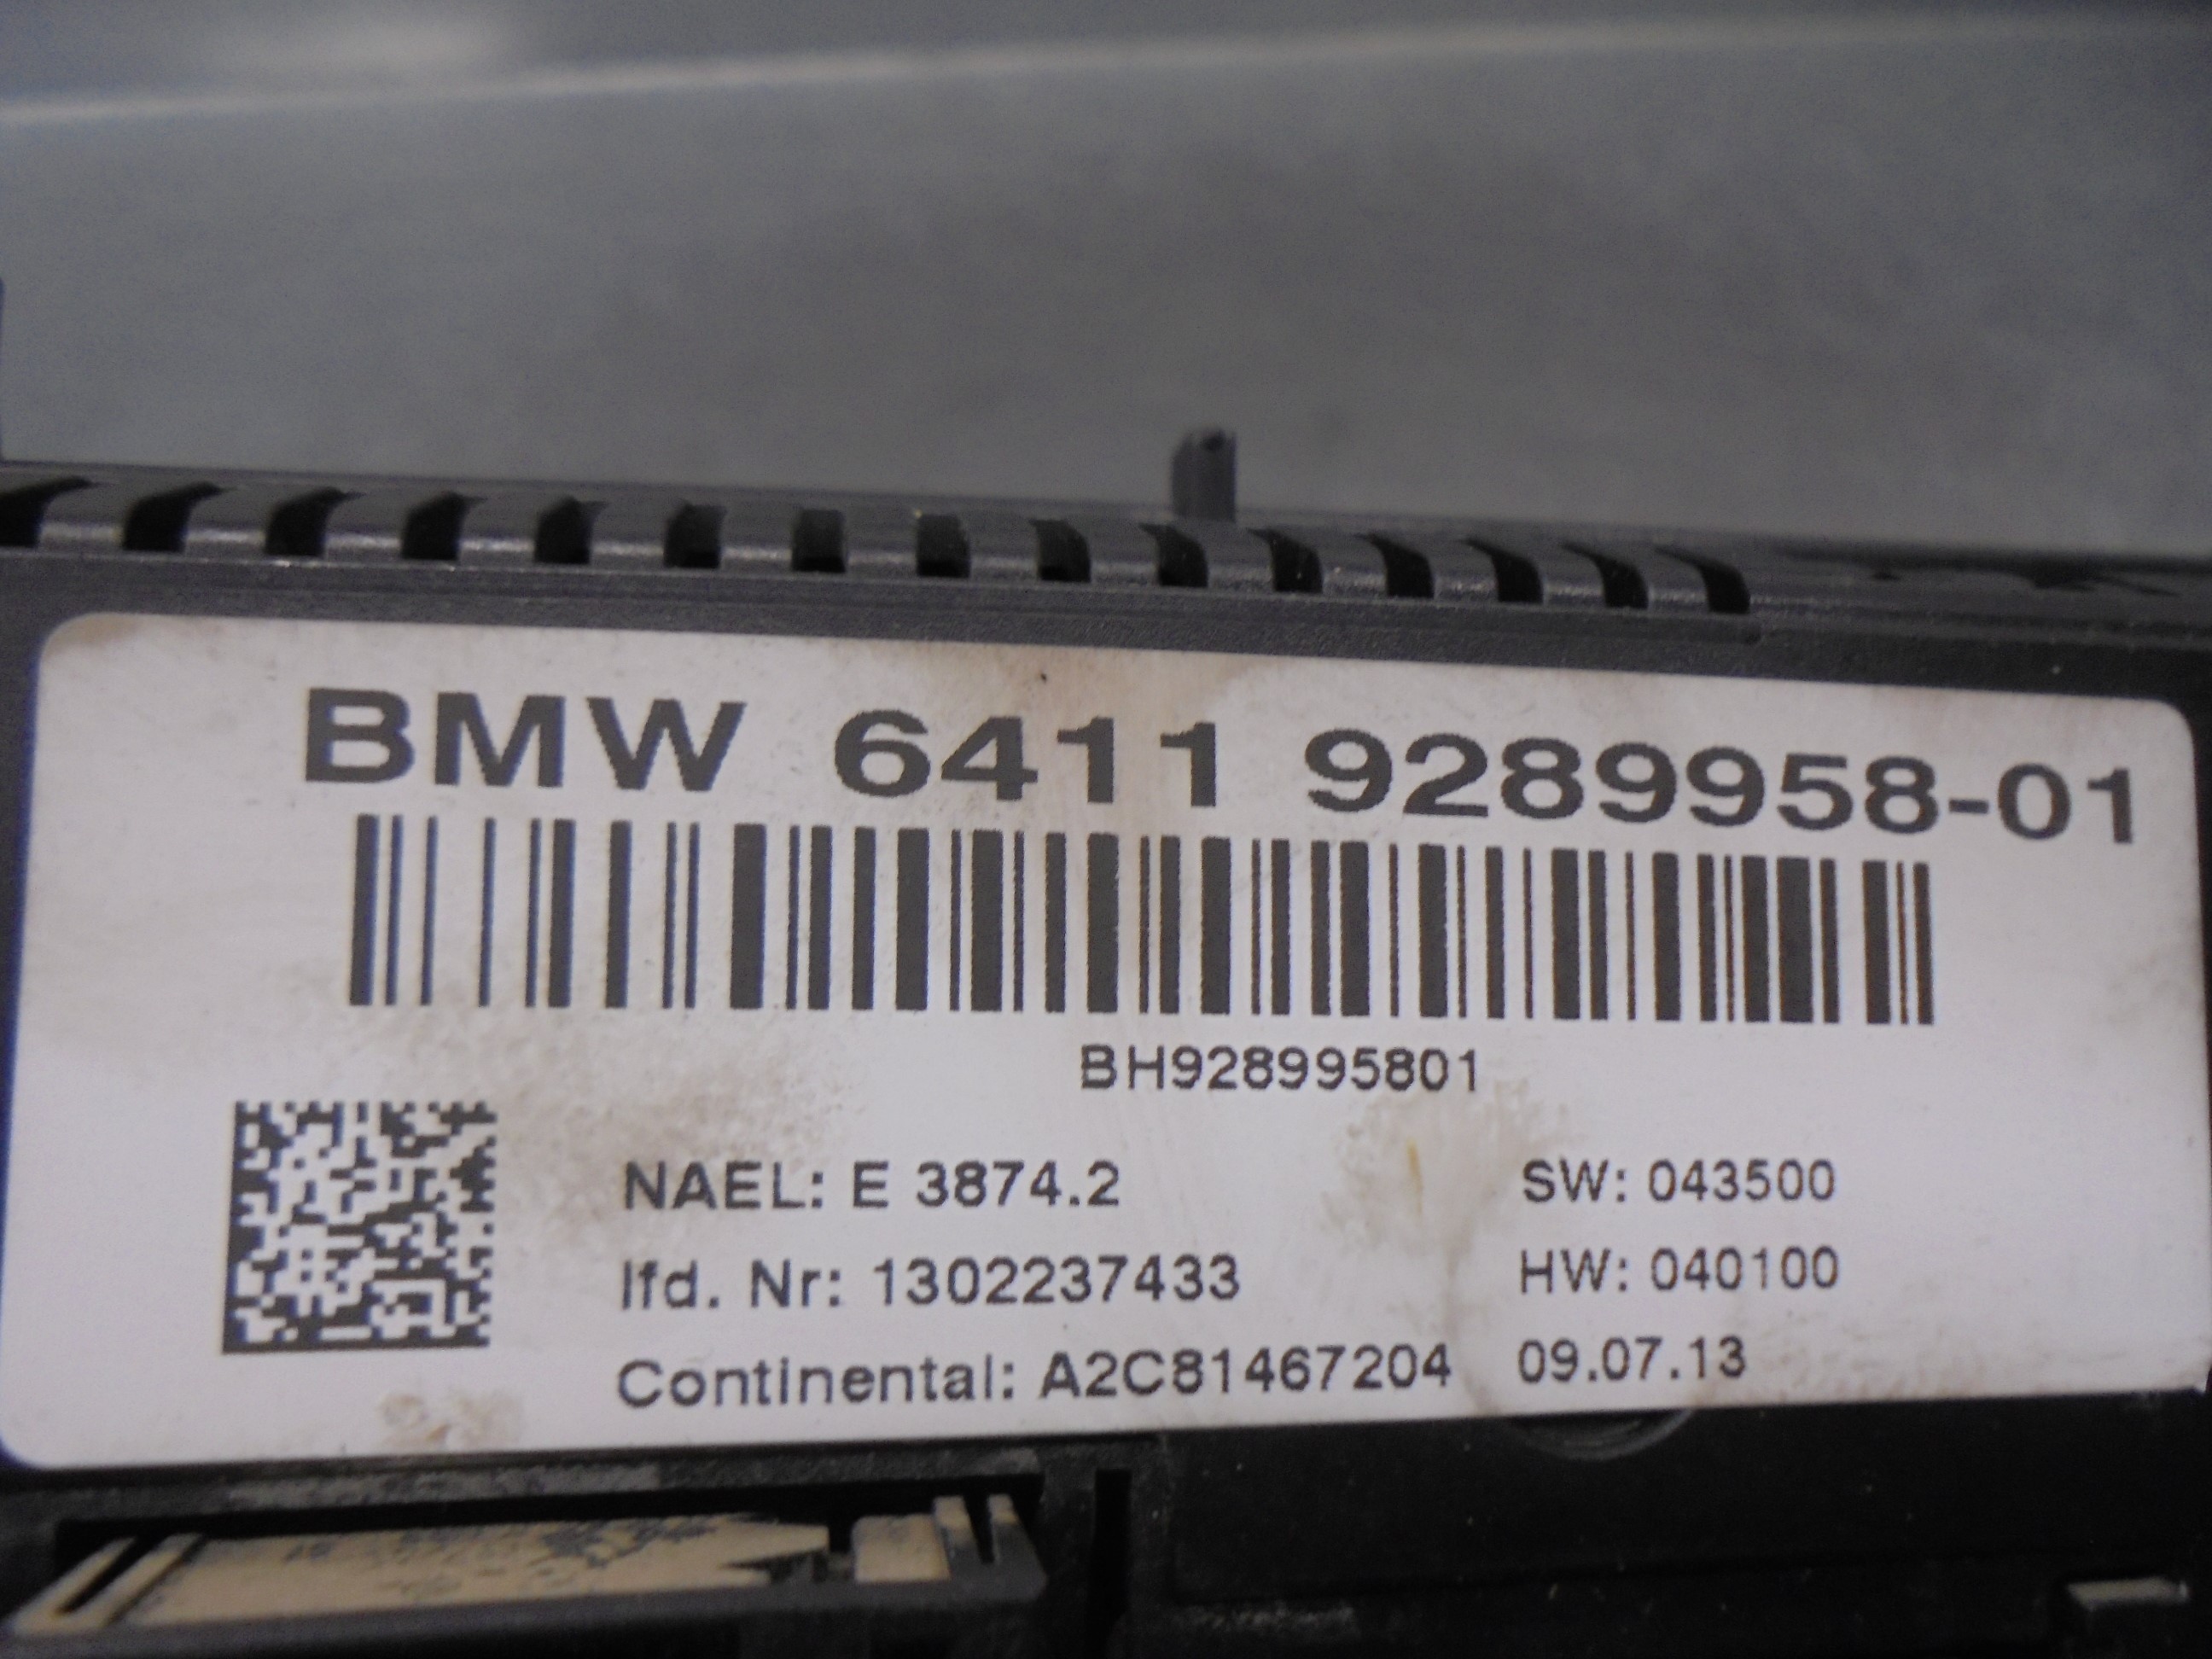 BMW 6411 9289958-01
BH928995801
NAEL: E 3874.2
SW: 043500
lfd. Nr: 1302237433
HW: 040100
Continental: A2C81467204
09.07.13